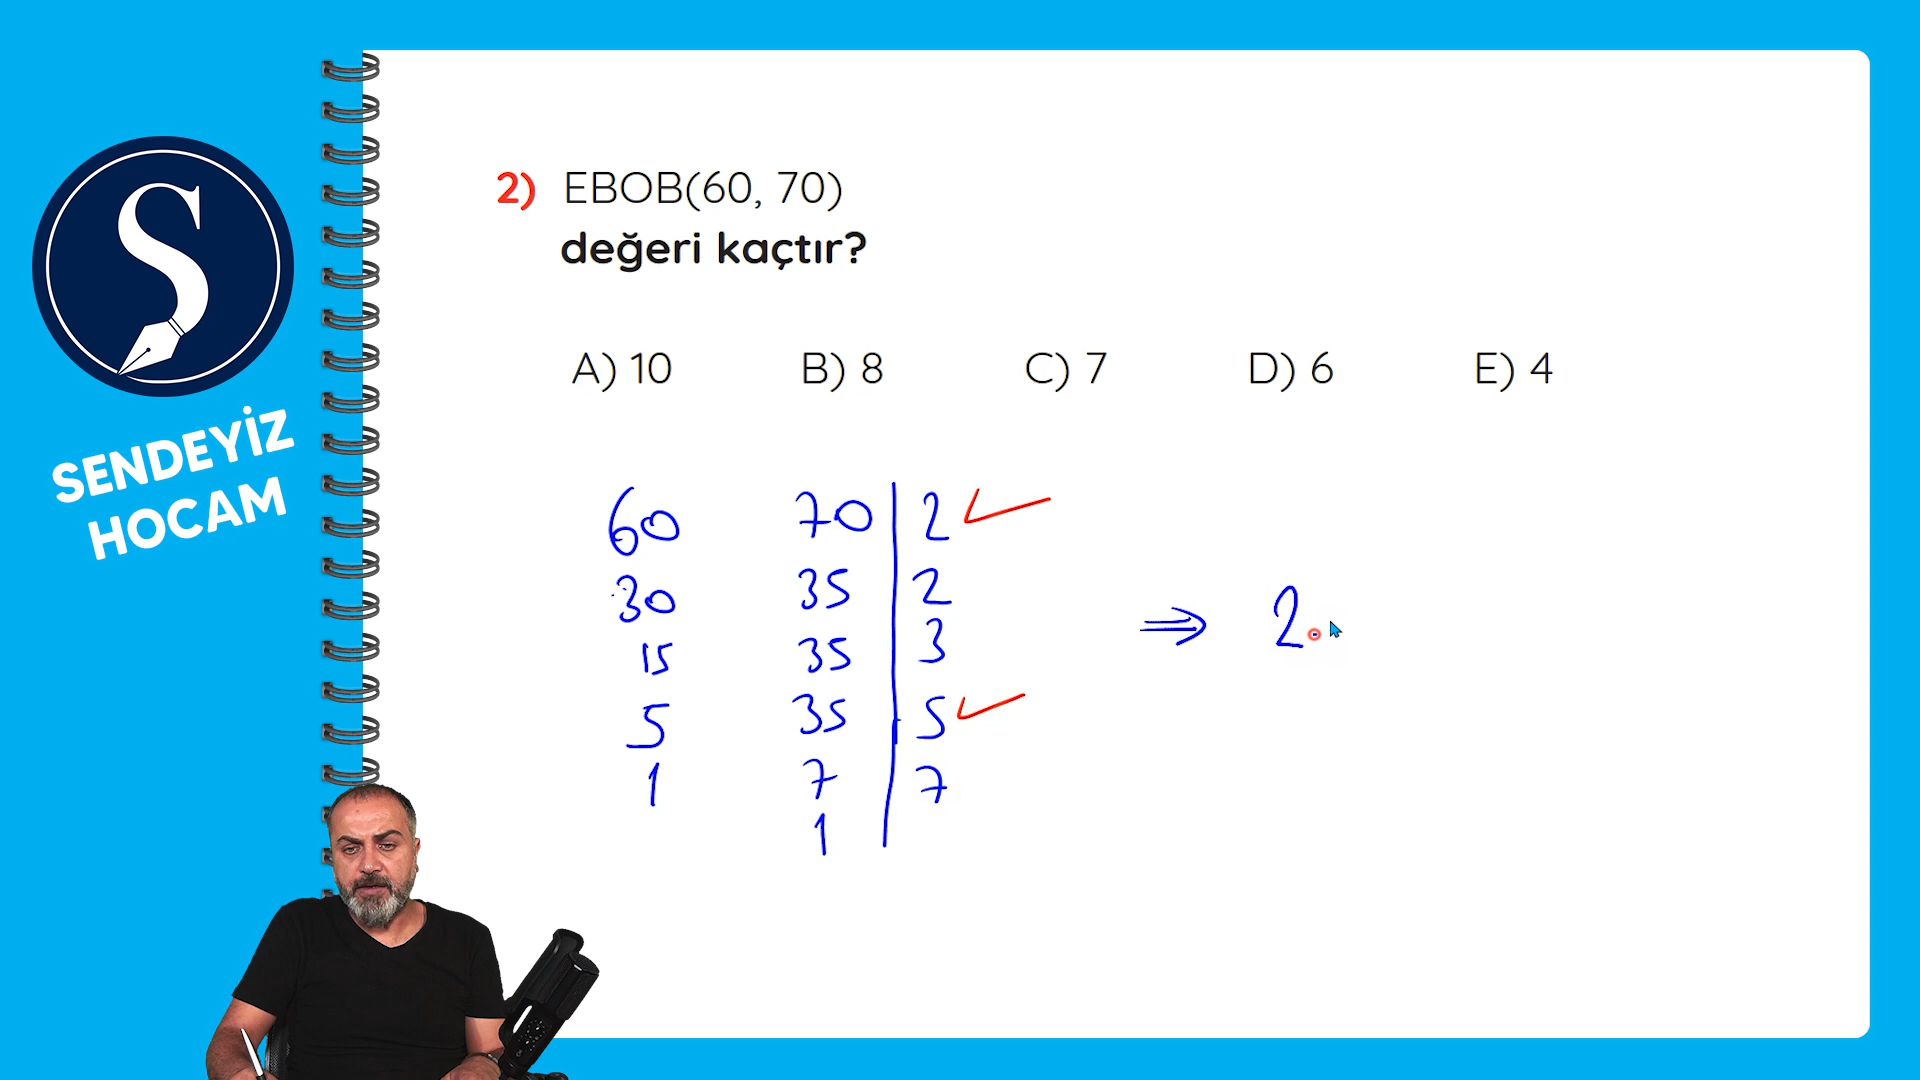 SENDEYİZ
HOCAM
2) EBOB(60, 70)
değeri kaçtır?
A) 10 B) 8 C) 7 D) 6 E) 4
60 70 | 2 ✓
30 35 | 2
15 35 | 3
5 35 | 5 ✓
1 7 | 7
1
⇒ 2.